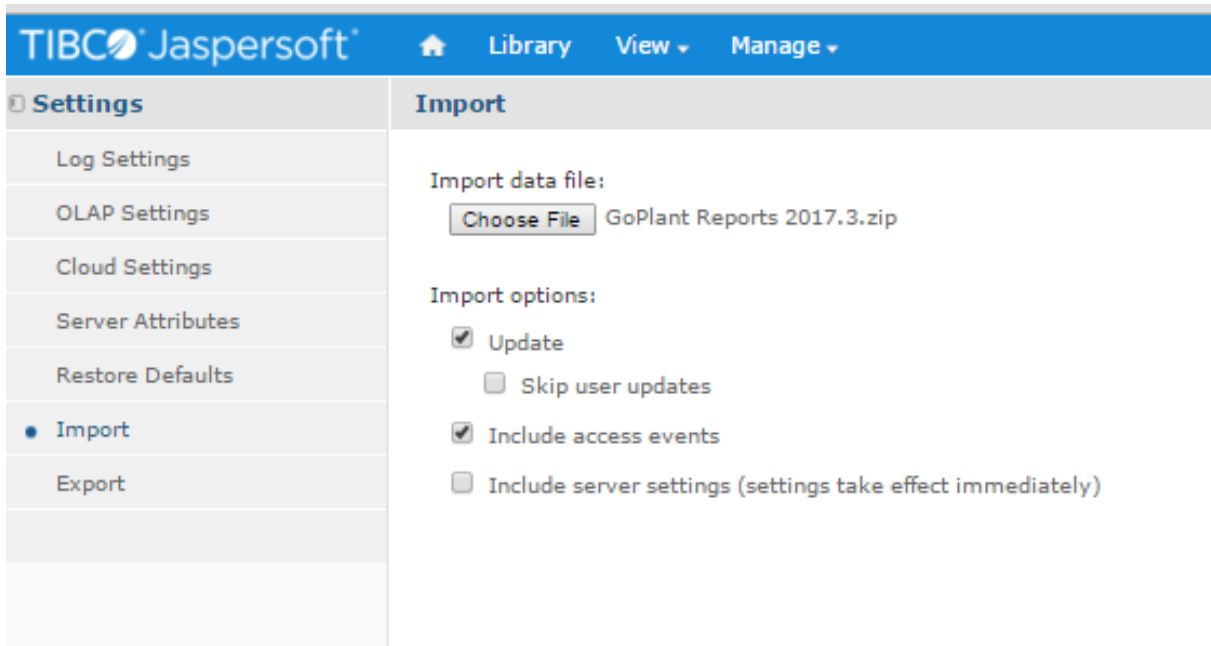 TIBCO Jaspersoft Library View Manage
Settings
Log Settings
OLAP Settings
Cloud Settings
Server Attributes
Restore Defaults
Import
Export
Import
Import data file:
Choose File GoPlant Reports 2017.3.zip
Import options:
Update
Skip user updates
Include access events
Include server settings (settings take effect immediately)